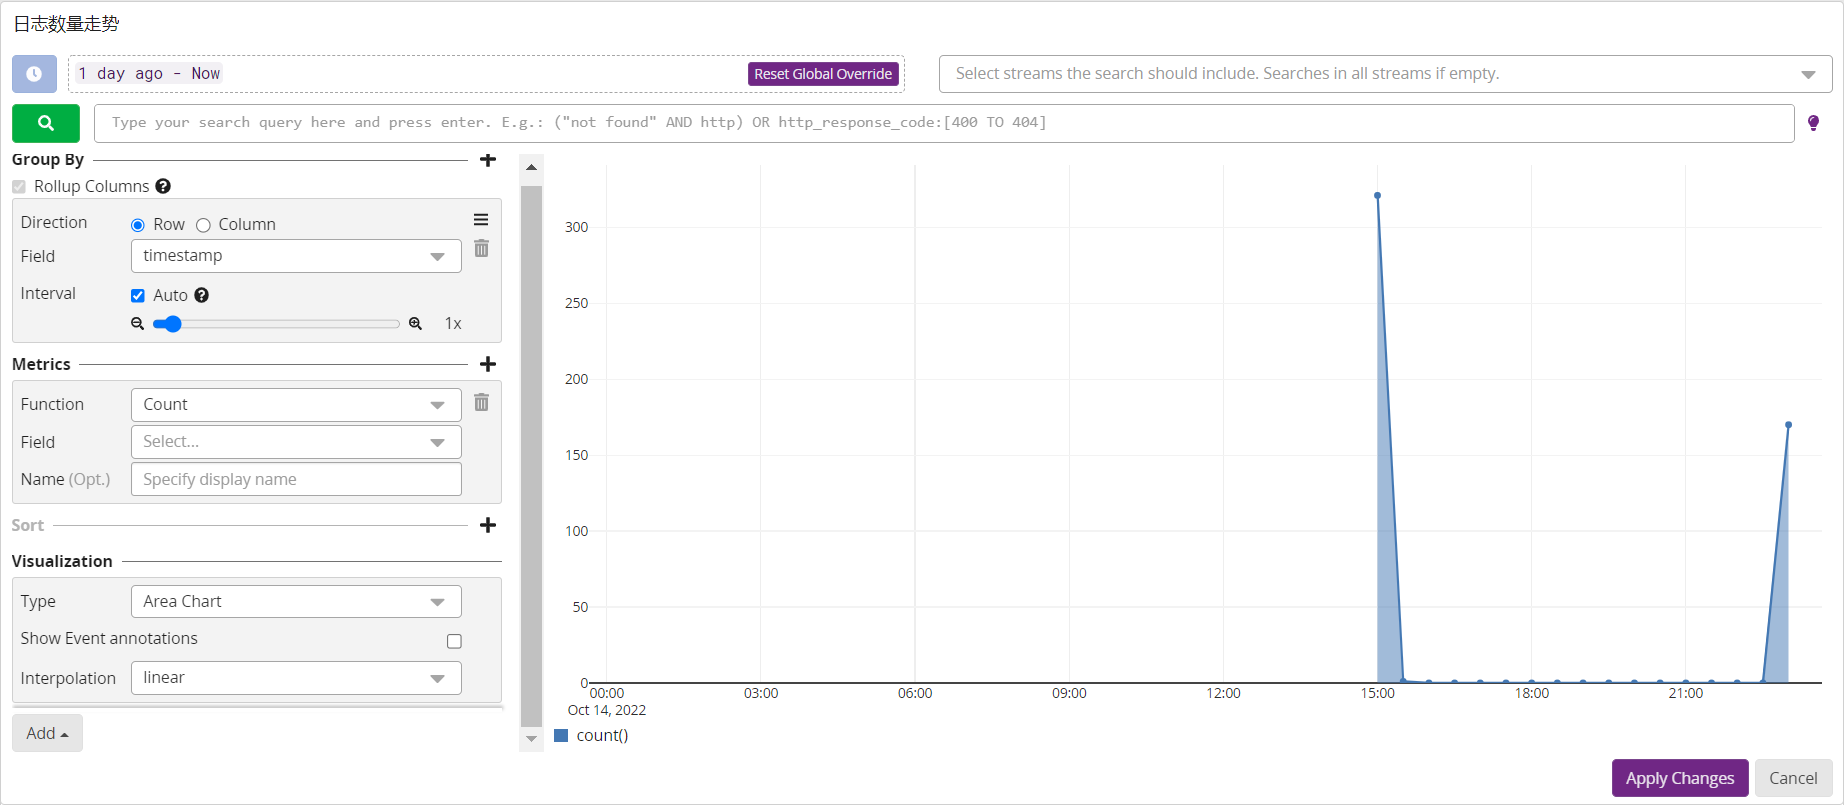 日志数量走势
1 day ago - Now
Reset Global Override
Select streams the search should include. Searches in all streams if empty.
Type your search query here and press enter. E.g.: ("not found" AND http) OR http_response_code:[400 TO 404]
Group By
Rollup Columns
Direction
Row
Column
Field
timestamp
Interval
Auto
1x
Metrics
Function
Count
Field
Select...
Name (Opt.)
Specify display name
Sort
Visualization
Type
Area Chart
Show Event annotations
Interpolation
linear
Add
300
250
200
150
100
50
0
00:00
03:00
06:00
09:00
12:00
15:00
18:00
21:00
Oct 14, 2022
count()
Apply Changes
Cancel